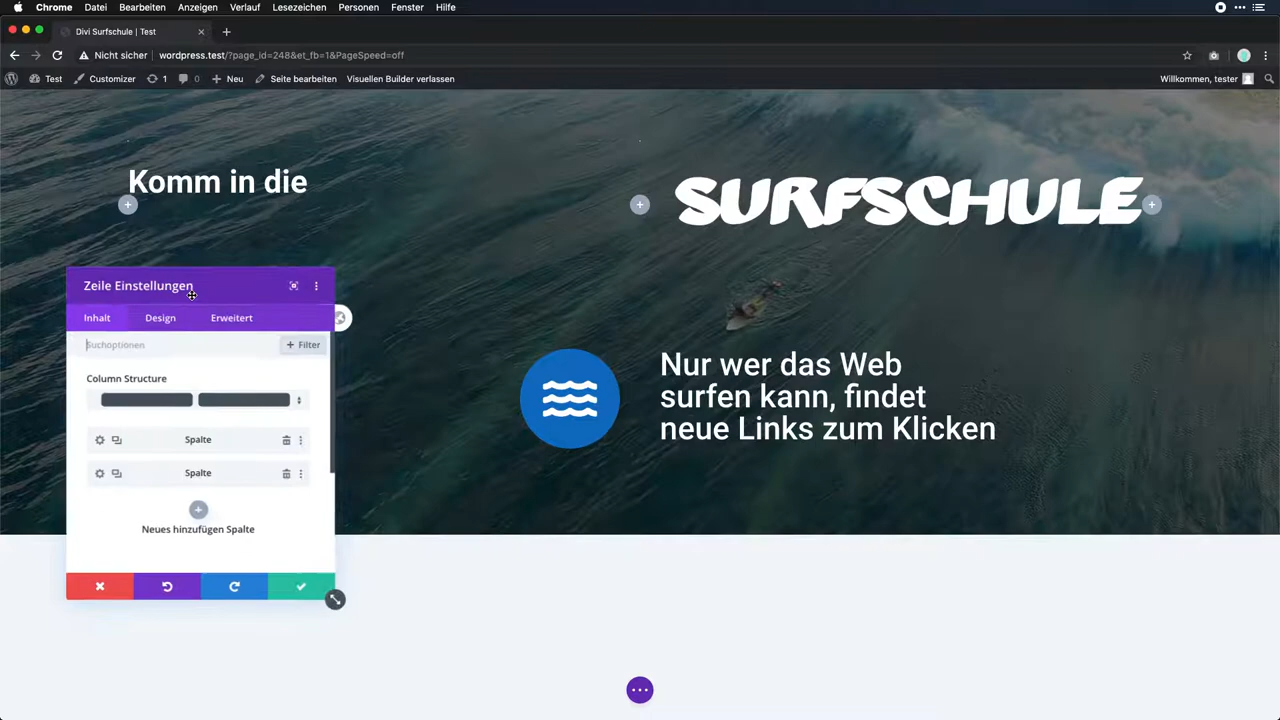 Chrome Datei Bearbeiten Anzeigen Verlauf Lesezeichen Personen Fenster Hilfe
Divi Surfschule | Test
Nicht sicher wordpress.test/?page_id=248&et_fb=1&PageSpeed=off
Test Customizer 1 0 Neu Seite bearbeiten Visuellen Builder verlassen Willkommen, tester
Komm in die
SURFSCHULE
Zeile Einstellungen
Inhalt Design Erweitert
Suchoptionen + Filter
Column Structure
Spalte
Spalte
Neues hinzufügen Spalte
Nur wer das Web
surfen kann, findet
neue Links zum Klicken